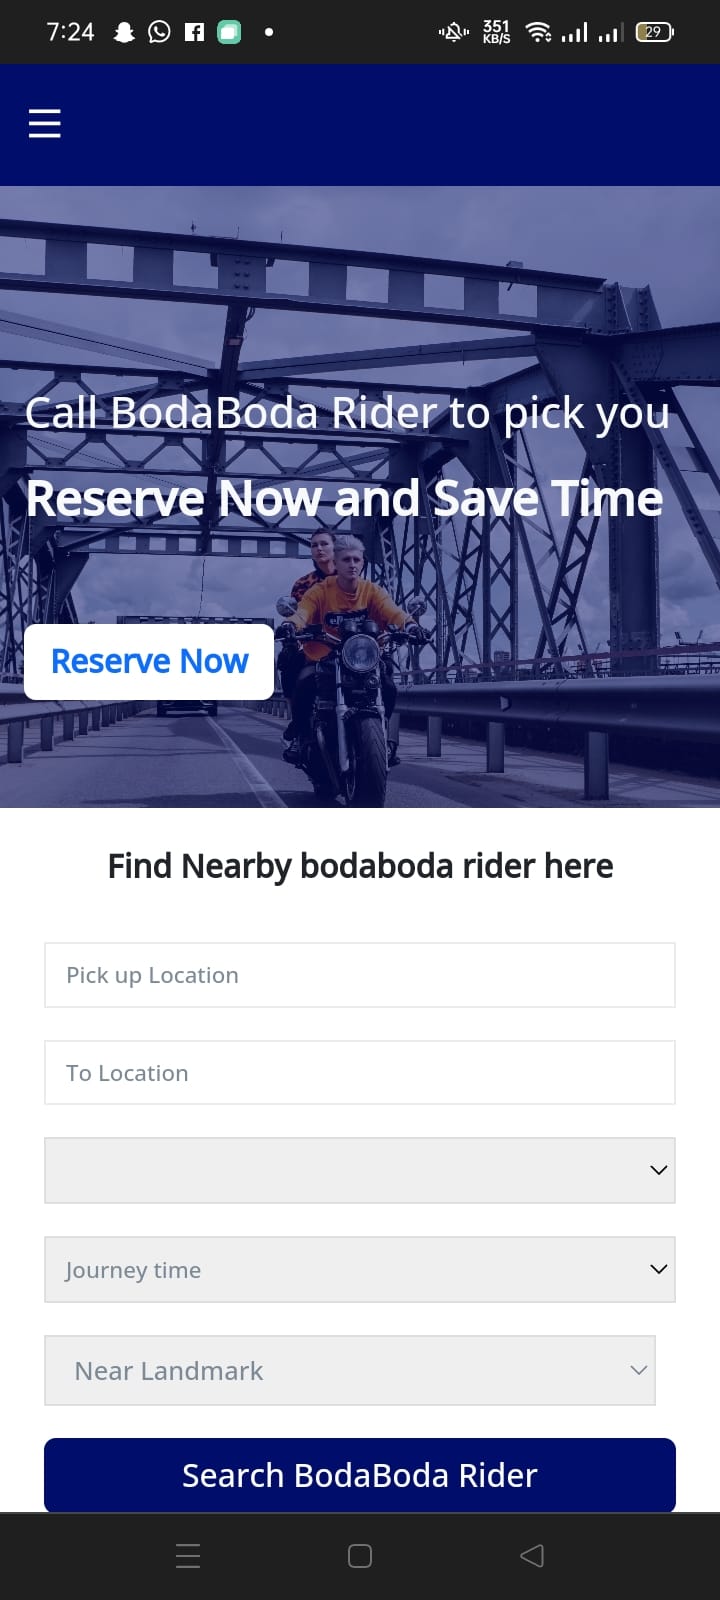 7:24
351
KB/S
29
Call BodaBoda Rider to pick you
Reserve Now and Save Time
Reserve Now
Find Nearby bodaboda rider here
Pick up Location
To Location
Journey time
Near Landmark
Search BodaBoda Rider